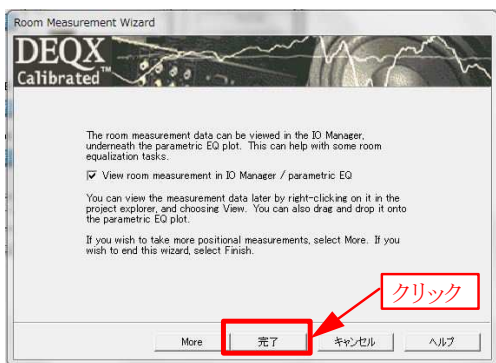 Room Measurement Wizard
DEQX
Calibrated™
The room measurement data can be viewed in the IO Manager,
underneath the parametric EQ plot. This can help with some room
equalization tasks.
View room measurement in IO Manager / parametric EQ
You can view the measurement data later by right-clicking on it in the
project explorer, and choosing View. You can also drag and drop it onto
the parametric EQ plot.
If you wish to take more positional measurements, select More. If you
wish to end this wizard, select Finish.
クリック
More 完了 キャンセル ヘルプ